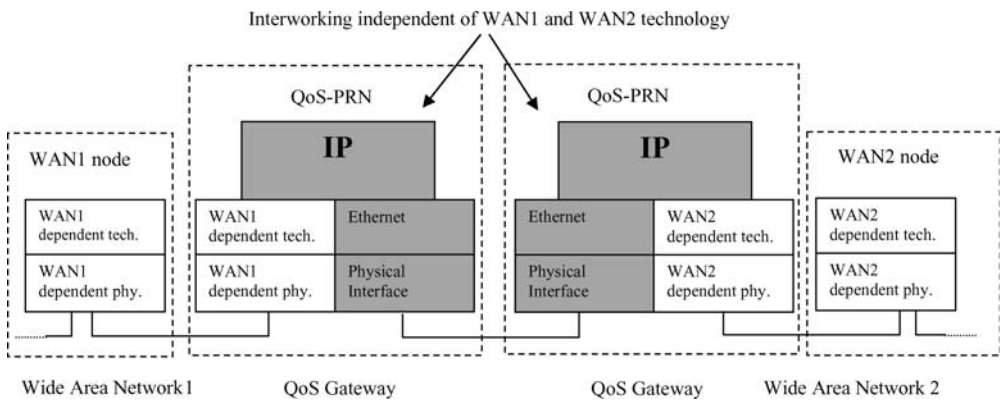 Interworking independent of WAN1 and WAN2 technology
QoS-PRN
QoS-PRN
IP
IP
WAN1 node
WAN2 node
WAN1
dependent tech.
WAN1
dependent phy.
WAN1
dependent tech.
Ethernet
WAN1
dependent phy.
Physical
Interface
Ethernet
WAN2
dependent tech.
Physical
Interface
WAN2
dependent phy.
WAN2
dependent tech.
WAN2
dependent phy.
Wide Area Network 1
QoS Gateway
QoS Gateway
Wide Area Network 2